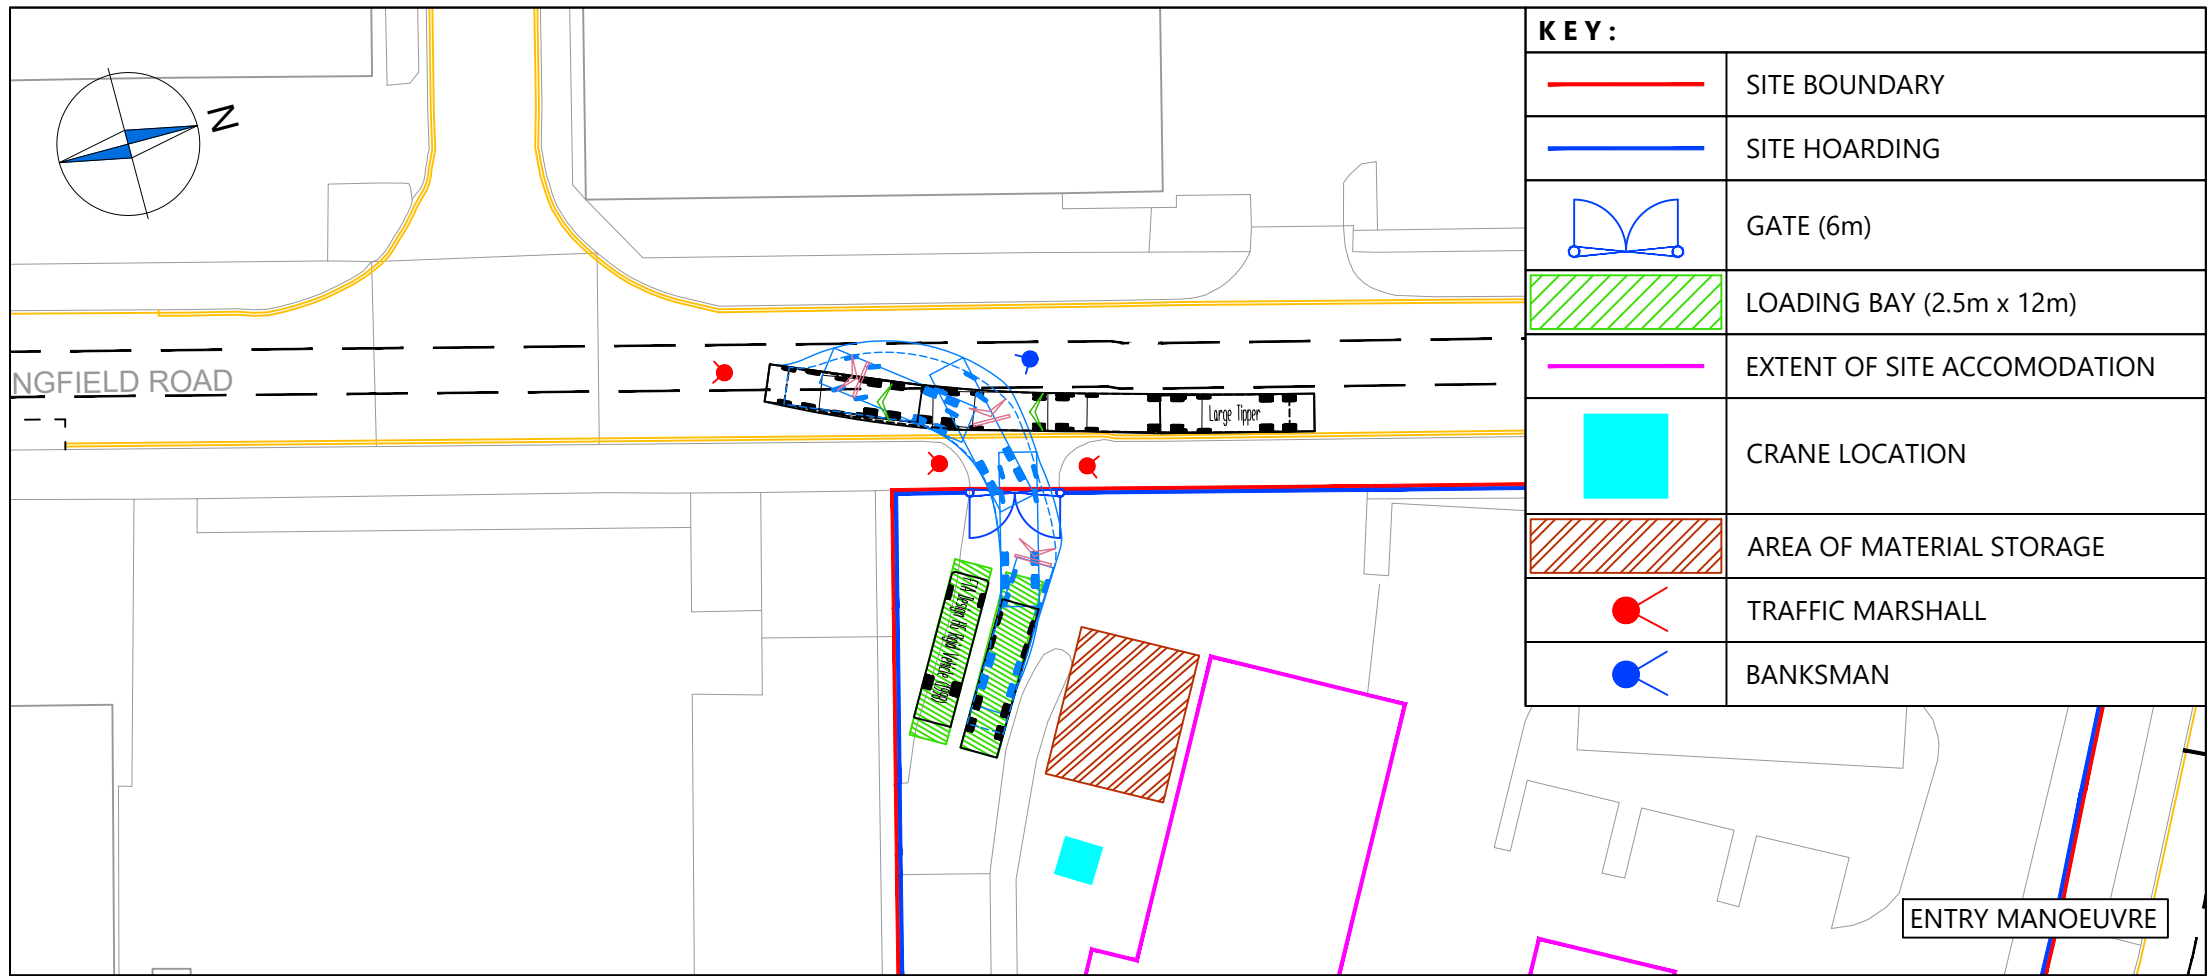 KEY:
SITE BOUNDARY
SITE HOARDING
GATE (6m)
LOADING BAY (2.5m x 12m)
EXTENT OF SITE ACCOMODATION
CRANE LOCATION
AREA OF MATERIAL STORAGE
TRAFFIC MARSHALL
BANKSMAN
N
NGFIELD ROAD
Large Tipper
ENTRY MANOEUVRE